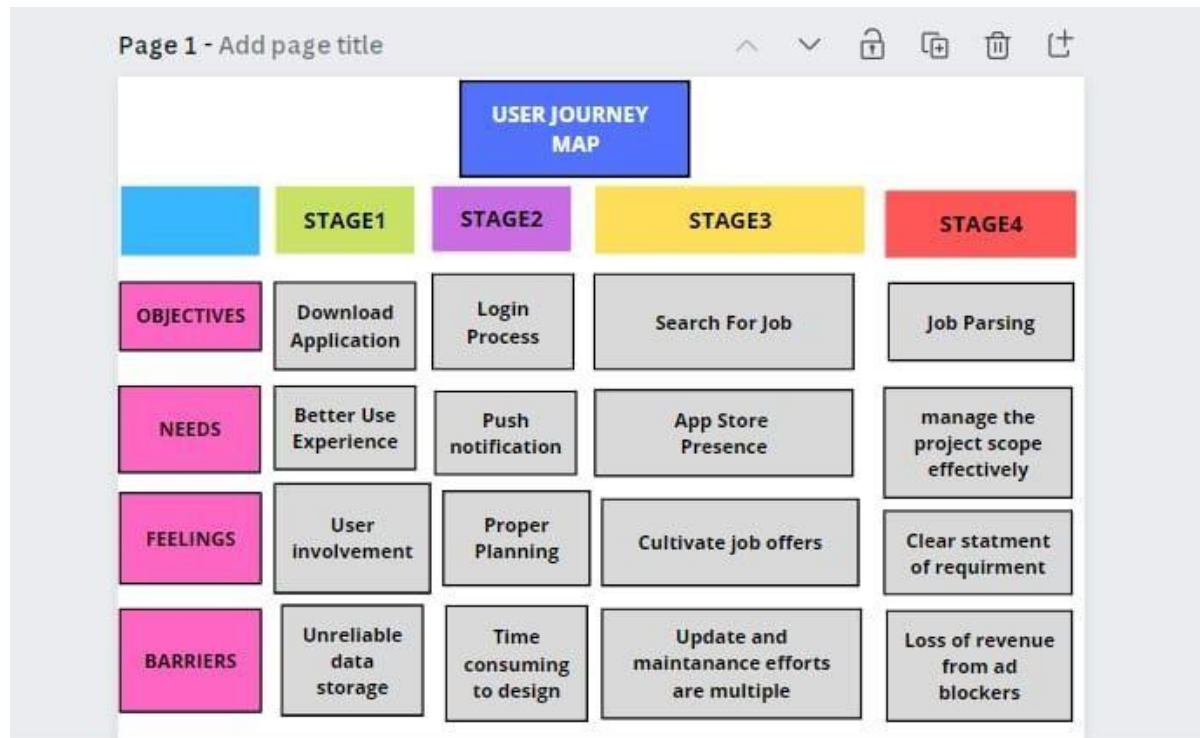 Page 1 - Add page title
USER JOURNEY
MAP
STAGE1
STAGE2
STAGE3
STAGE4
OBJECTIVES
Download
Application
Login
Process
Search For Job
Job Parsing
NEEDS
Better Use
Experience
Push
notification
App Store
Presence
manage the
project scope
effectively
FEELINGS
User
involvement
Proper
Planning
Cultivate job offers
Clear statment
of requirment
BARRIERS
Unreliable
data
storage
Time
consuming
to design
Update and
maintanance efforts
are multiple
Loss of revenue
from ad
blockers